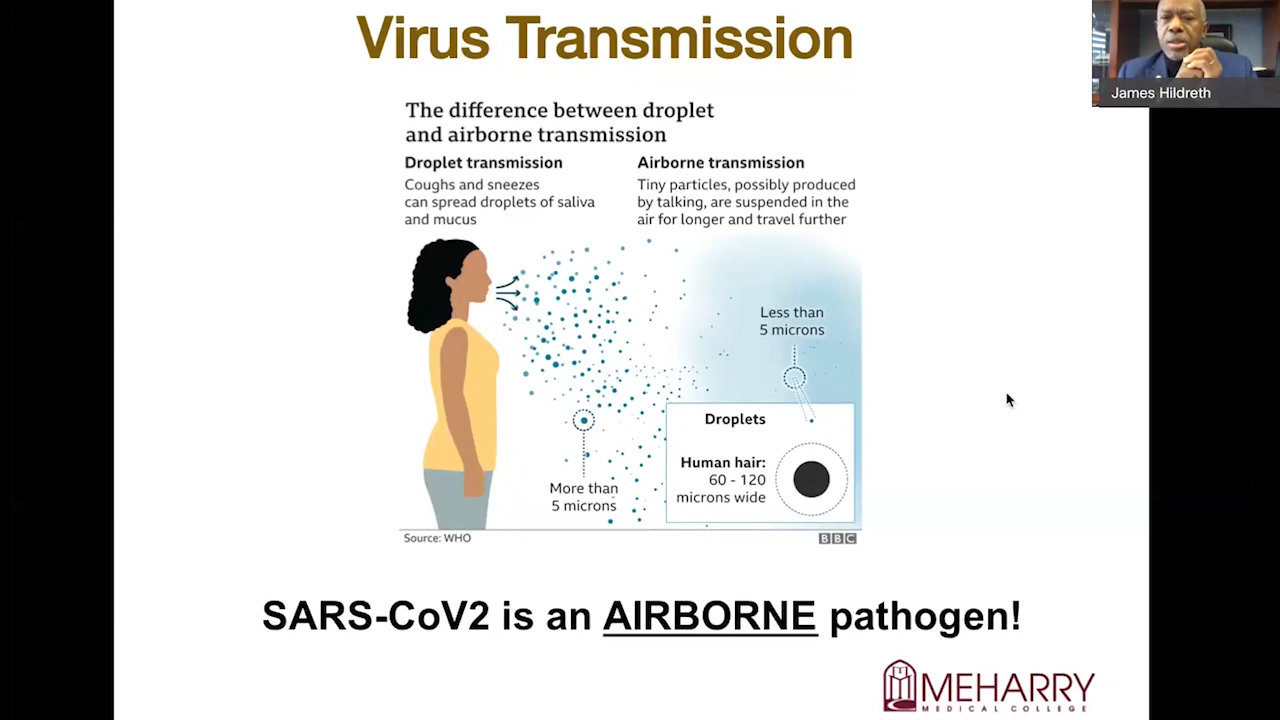 Virus Transmission
James Hildreth
The difference between droplet
and airborne transmission
Droplet transmission
Coughs and sneezes
can spread droplets of saliva
and mucus
Airborne transmission
Tiny particles, possibly produced
by talking, are suspended in the
air for longer and travel further
Less than
5 microns
More than
5 microns
Droplets
Human hair:
60 - 120
microns wide
Source: WHO
BBC
SARS-CoV2 is an AIRBORNE pathogen!
MEHARRY
MEDICAL COLLEGE